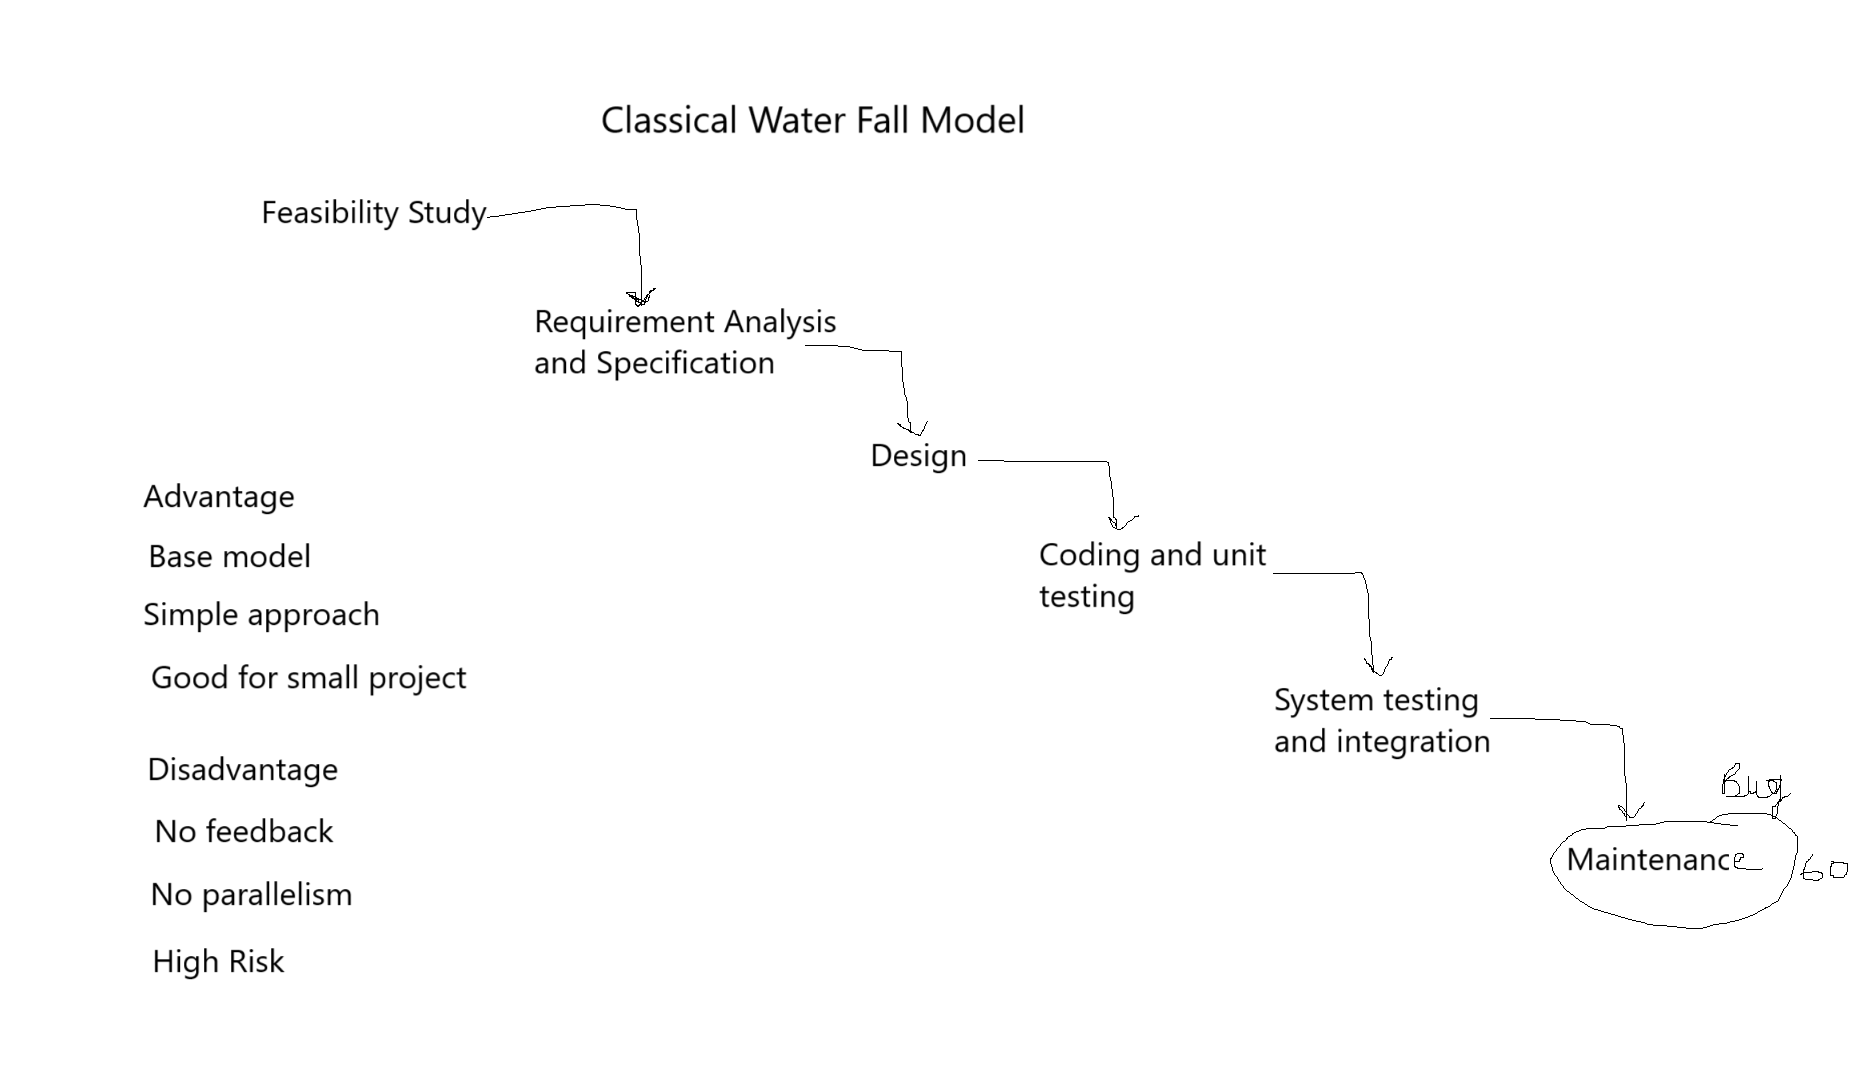 Classical Water Fall Model
Feasibility Study
Requirement Analysis
and Specification
Design
Coding and unit
testing
System testing
and integration
Bug
Maintenance
60
Advantage
Base model
Simple approach
Good for small project
Disadvantage
No feedback
No parallelism
High Risk